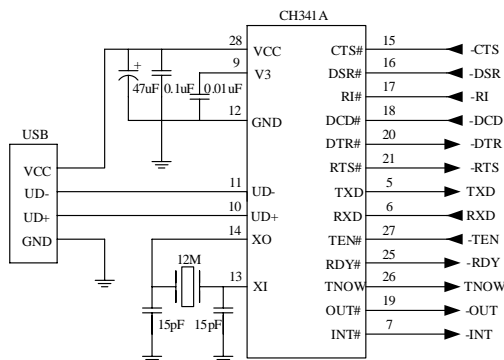 CH341A
28 VCC CTS# 15 -CTS
9 V3 DSR# 16 -DSR
+ 47uF 0.1uF 0.01uF RI# 17 -RI
12 GND DCD# 18 -DCD
USB DTR# 20 -DTR
VCC RTS# 21 -RTS
UD- 11 UD- TXD 5 TXD
UD+ 10 UD+ RXD 6 RXD
GND 14 XO TEN# 27 -TEN
12M RDY# 25 -RDY
13 XI TNOW 26 TNOW
15pF 15pF OUT# 19 -OUT
INT# 7 -INT